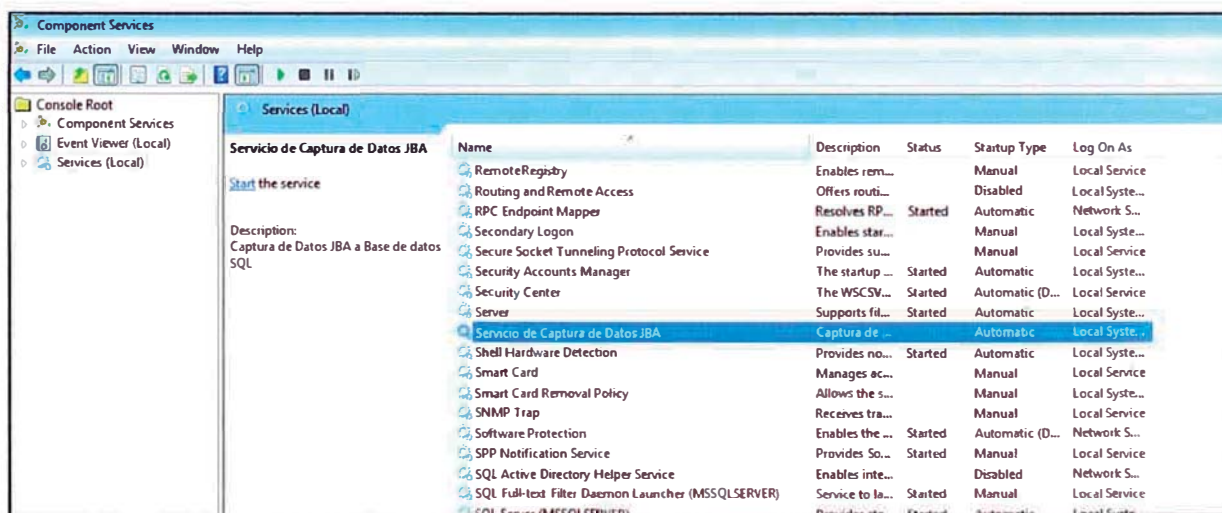 Component Services
File Action View Window Help
Console Root
Component Services
Event Viewer (Local)
Services (Local)
Services (Local)
Servicio de Captura de Datos JBA
Start the service
Description:
Captura de Datos JBA a Base de datos
SQL
Name Description Status Startup Type Log On As
RemoteRegistry Enables rem... Manual Local Service
Routing and Remote Access Offers routi... Disabled Local Syste...
RPC Endpoint Mapper Resolves RP... Started Automatic Network S...
Secondary Logon Enables star... Manual Local Syste...
Secure Socket Tunneling Protocol Service Provides su... Manual Local Service
Security Accounts Manager The startup ... Started Automatic Local Syste...
Security Center The WSCSV... Started Automatic (D... Local Service
Server Supports fil... Started Automatic Local Syste...
Servicio de Captura de Datos JBA Captura de ... Automatic Local Syste...
Shell Hardware Detection Provides no... Started Automatic Local Syste...
Smart Card Manages ac... Manual Local Service
Smart Card Removal Policy Allows the s... Manual Local Syste...
SNMP Trap Receives tra... Manual Local Service
Software Protection Enables the ... Started Automatic (D... Network S...
SPP Notification Service Provides So... Started Manual Local Service
SQL Active Directory Helper Service Enables inte... Disabled Network S...
SQL Full-text Filter Daemon Launcher (MSSQLSERVER) Service to la... Started Manual Local Service
SQL Server (MSSQLSERVER)